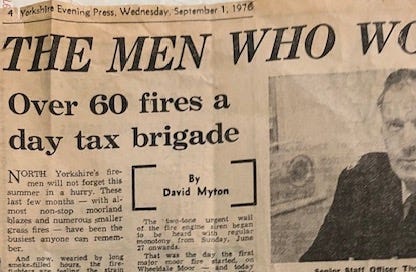 4 Yorkshire Evening Press, Wednesday, September 1, 1976
THE MEN WHO WO
Over 60 fires a
day tax brigade
NORTH Yorkshire's fire-
men will not forget this
summer in a hurry. These
last few months — with al-
most non-stop moorland
blazes and numerous smaller
grass fires — have been the
busiest anyone can remem-
ber.
And now, wearied by long
smoke-filled hours, the fire-
fighters are feeling the strain
By
David Myton
The two-tone urgent wail
of the fire engine siren began
to be heard with regular
monotony from Sunday, June
27 onwards.
That was the day the first
major moor fire started, on
Wheeldale Moor — and today
Senior Staff Officer